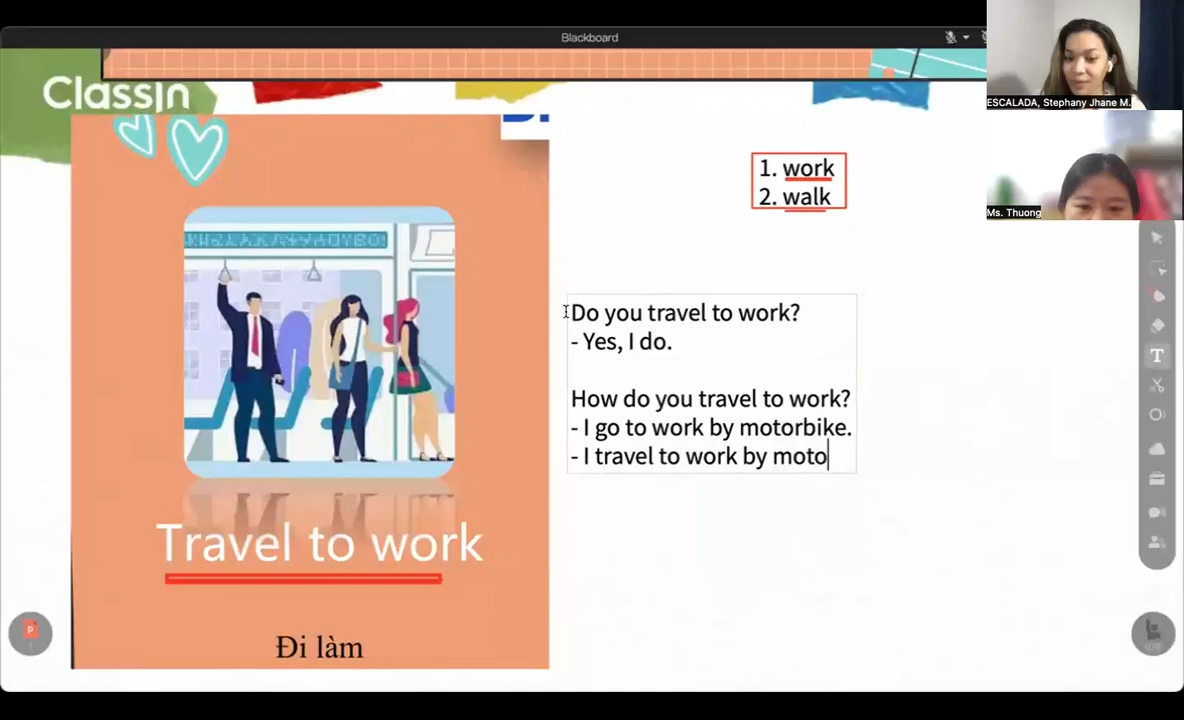 Blackboard
ClassIn
ESCALADA, Stephany Jhane M.
Ms. Thuong
1. work
2. walk
Do you travel to work?
- Yes, I do.
How do you travel to work?
- I go to work by motorbike.
- I travel to work by moto
Travel to work
Đi làm